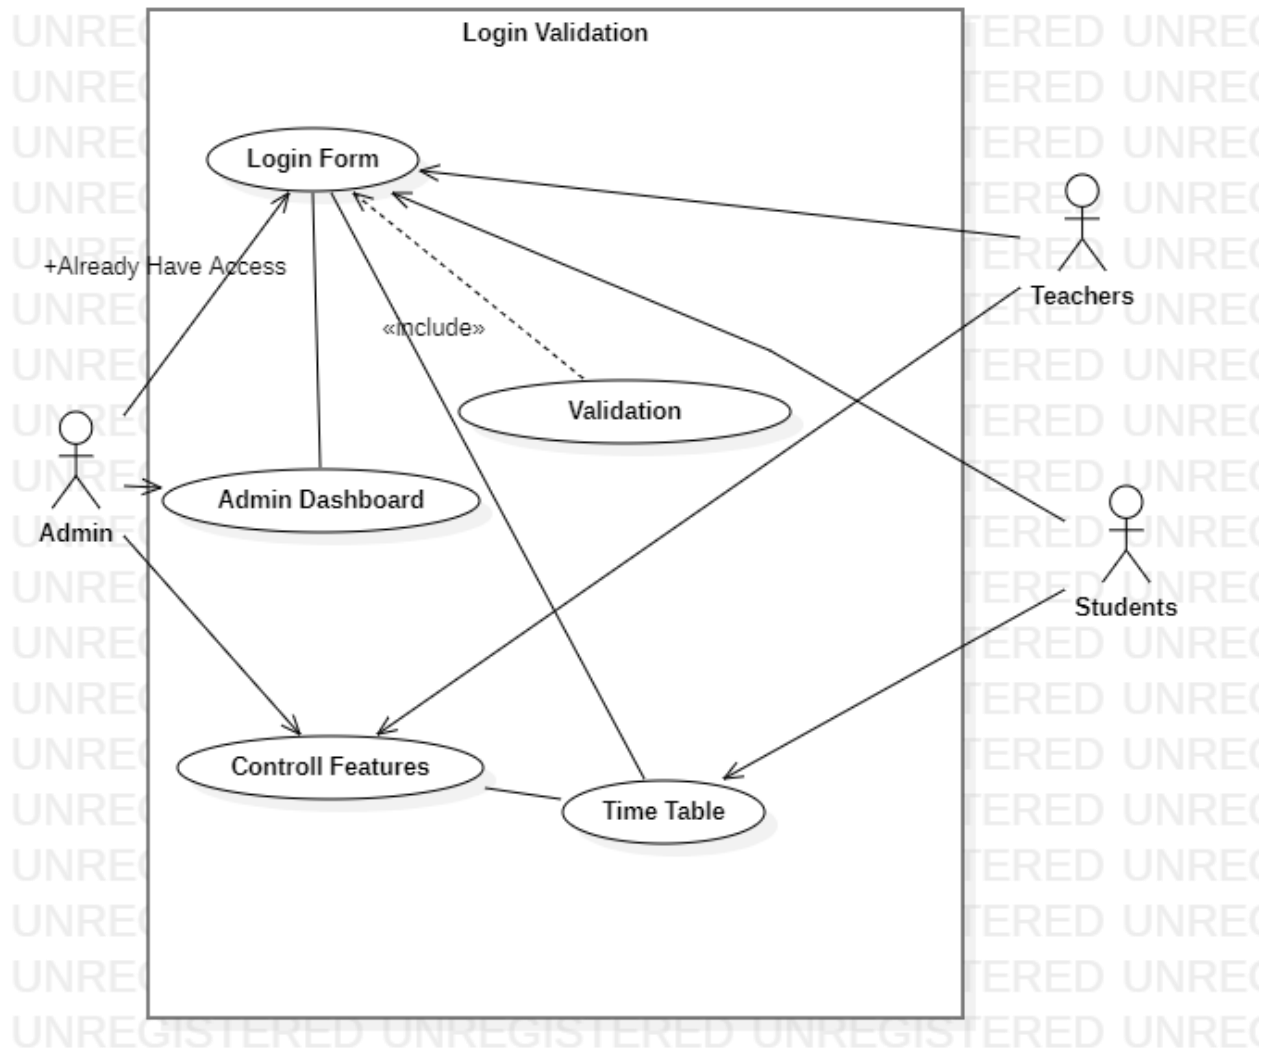 Login Validation
Login Form
+Already Have Access
«include»
Teachers
Validation
Admin Dashboard
Admin
Students
Controll Features
Time Table
UNREGISTERED UNREGISTERED UNREGISTERED